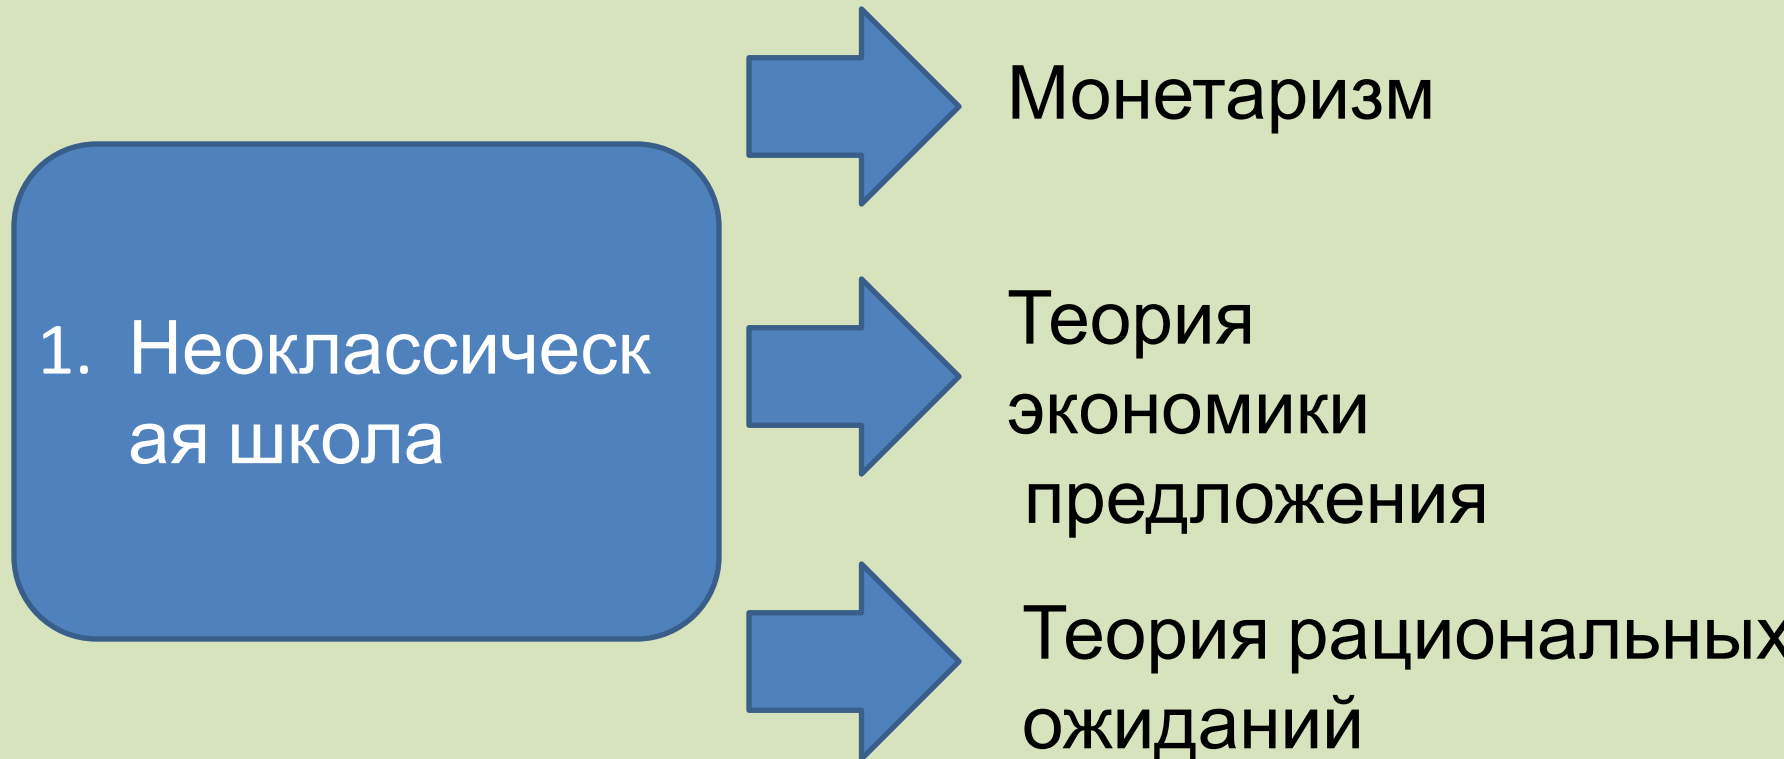 1. Неоклассическ
ая школа
Монетаризм
Теория
экономики
предложения
Теория рациональных
ожиданий